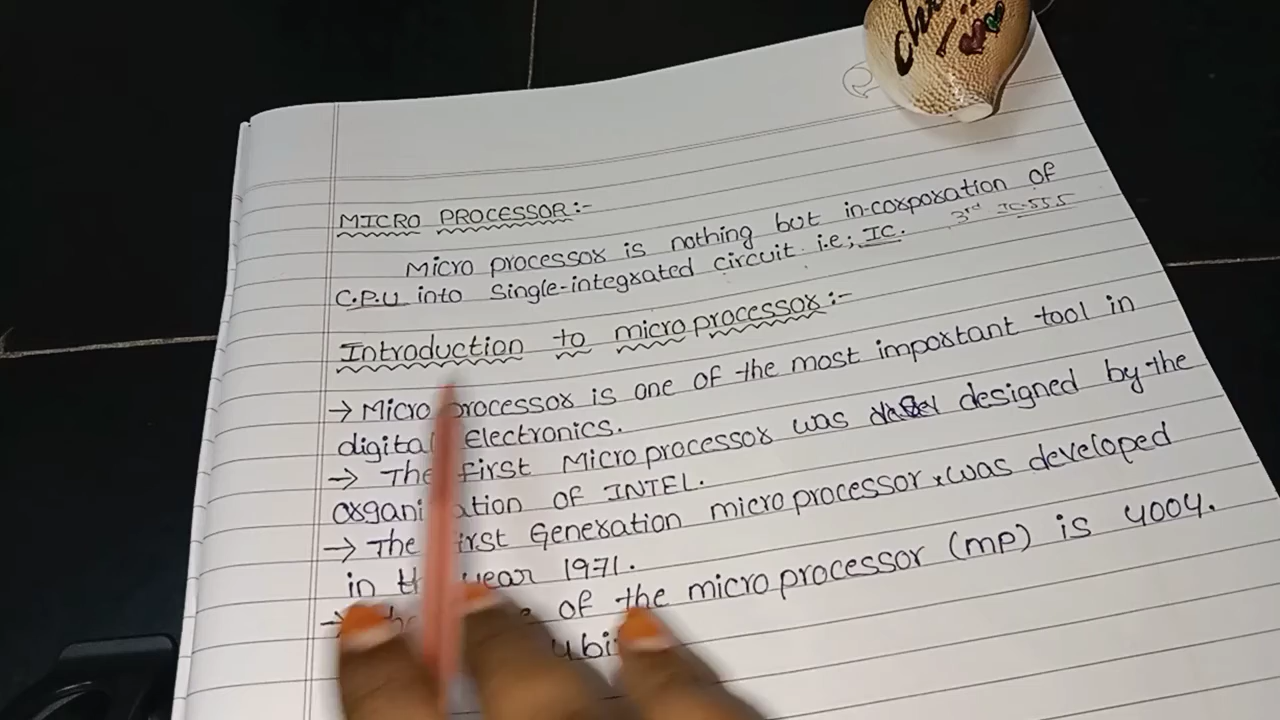 MICRO PROCESSOR:-
Micro processor is nothing but in-corporation of
C.P.U into Single-integrated circuit i.e; IC. 3rd IC-555
Introduction to micro processor:-
→ Micro processor is one of the most important tool in
digital Electronics.
→ The First Micro processor was designed by the
organization of INTEL.
→ The First Generation micro processor was developed
in the year 1971.
→ of the micro processor (MP) is 4004.